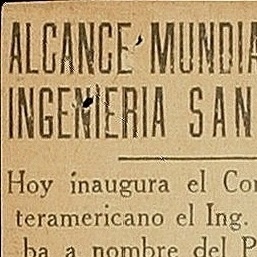 ALCANCE MUNDIA
INGENIERIA SAN
Hoy inaugura el Con
teramericano el Ing.
ba a nombre del P